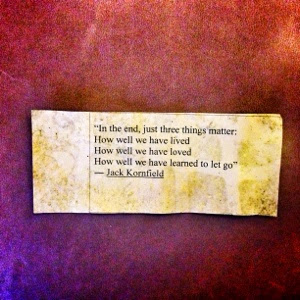 “In the end, just three things matter:
How well we have lived
How well we have loved
How well we have learned to let go”
— Jack Kornfield